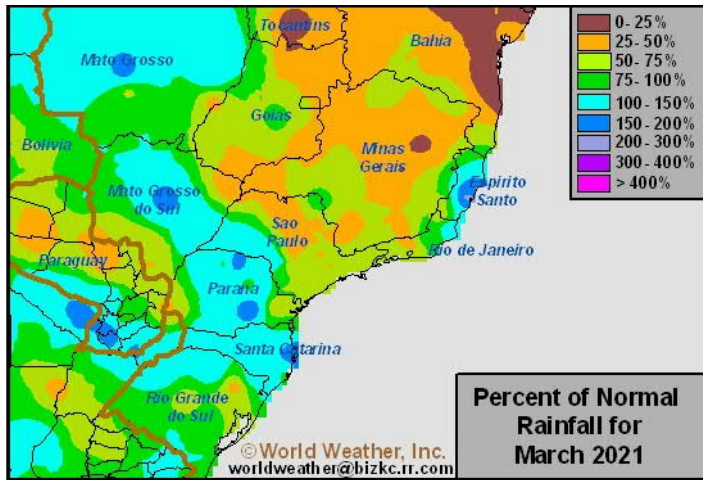 Tocantins
Bahia
Mato Grosso
Goias
Bolivia
Minas
Gerais
Mato Grosso
do Sul
Espirito
Santo
Sao
Paulo
Rio de Janeiro
Paraguay
Parana
Santa Catarina
Rio Grande
do Sul
0- 25%
25- 50%
50- 75%
75- 100%
100- 150%
150- 200%
200- 300%
300- 400%
> 400%
Percent of Normal
Rainfall for
March 2021
©World Weather, Inc.
worldweather@bizkc.rr.com